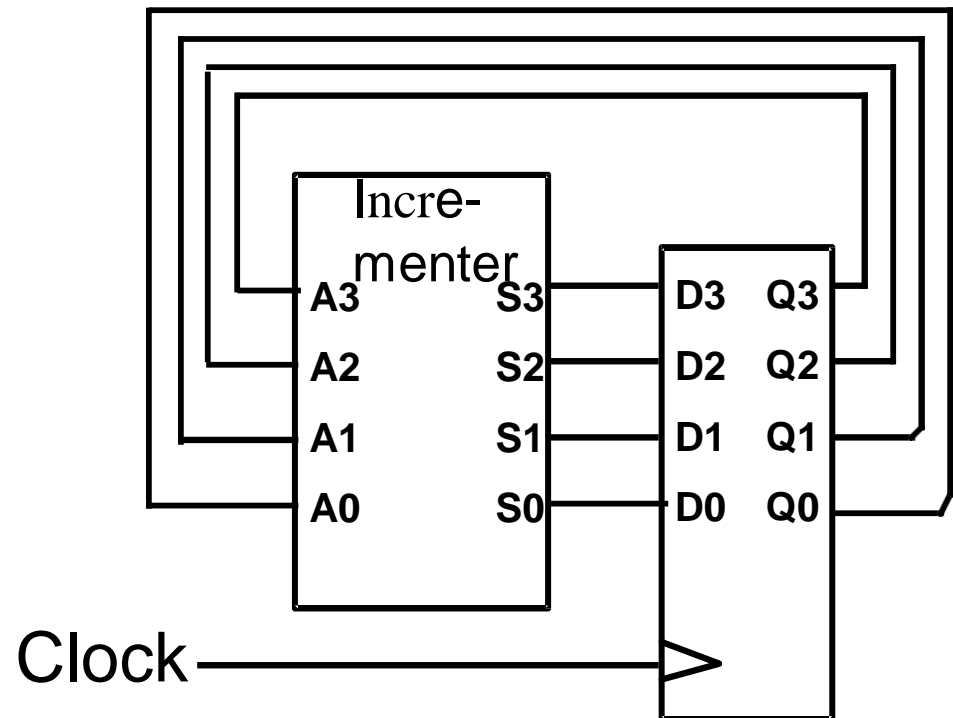 Incre-
menter
A3 S3 D3 Q3
A2 S2 D2 Q2
A1 S1 D1 Q1
A0 S0 D0 Q0
Clock